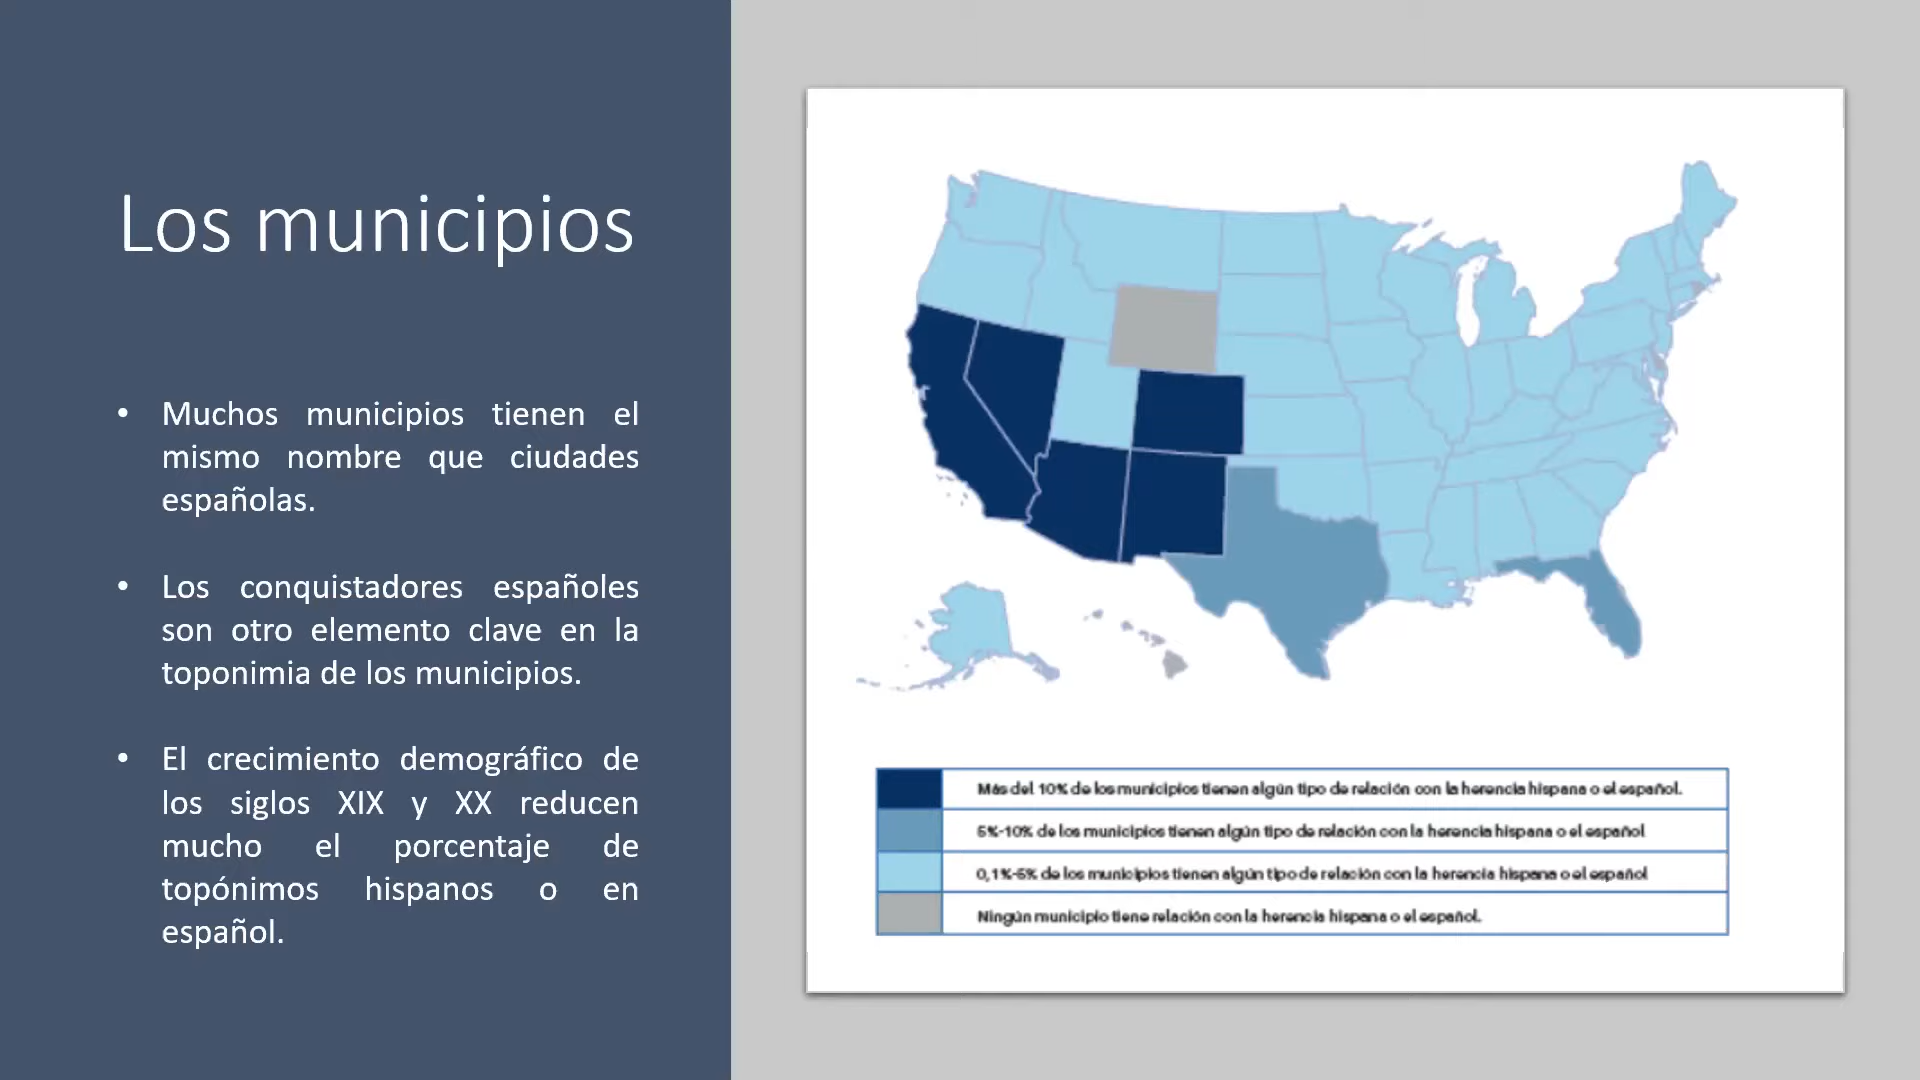 Los municipios
• Muchos municipios tienen el
mismo nombre que ciudades
españolas.
• Los conquistadores españoles
son otro elemento clave en la
toponimia de los municipios.
• El crecimiento demográfico de
los siglos XIX y XX reducen
mucho el porcentaje de
topónimos hispanos o en
español.
Más del 10% de los municipios tienen algún tipo de relación con la herencia hispana o el español.
5%-10% de los municipios tienen algún tipo de relación con la herencia hispana o el español
0,1%-5% de los municipios tienen algún tipo de relación con la herencia hispana o el español
Ningún municipio tiene relación con la herencia hispana o el español.